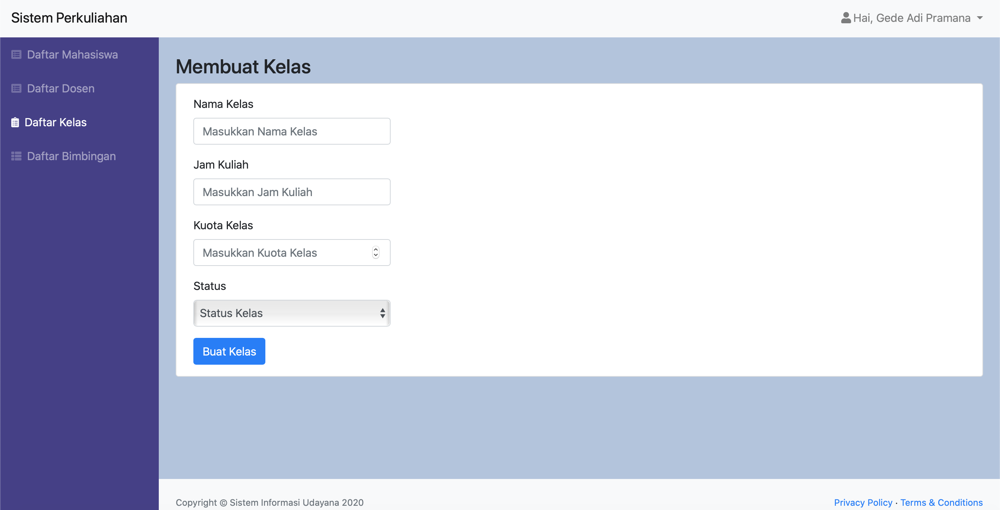 Sistem Perkuliahan
Hai, Gede Adi Pramana
Daftar Mahasiswa
Daftar Dosen
Daftar Kelas
Daftar Bimbingan
Membuat Kelas
Nama Kelas
Masukkan Nama Kelas
Jam Kuliah
Masukkan Jam Kuliah
Kuota Kelas
Masukkan Kuota Kelas
Status
Status Kelas
Buat Kelas
Copyright © Sistem Informasi Udayana 2020
Privacy Policy · Terms & Conditions